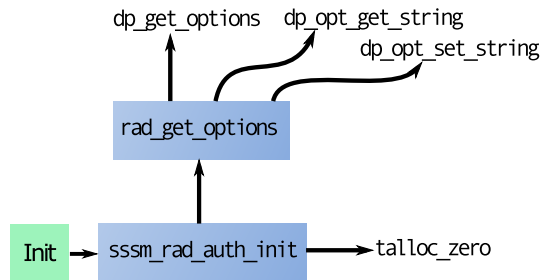 dp_get_options
dp_opt_get_string
dp_opt_set_string
rad_get_options
Init
sssm_rad_auth_init
talloc_zero